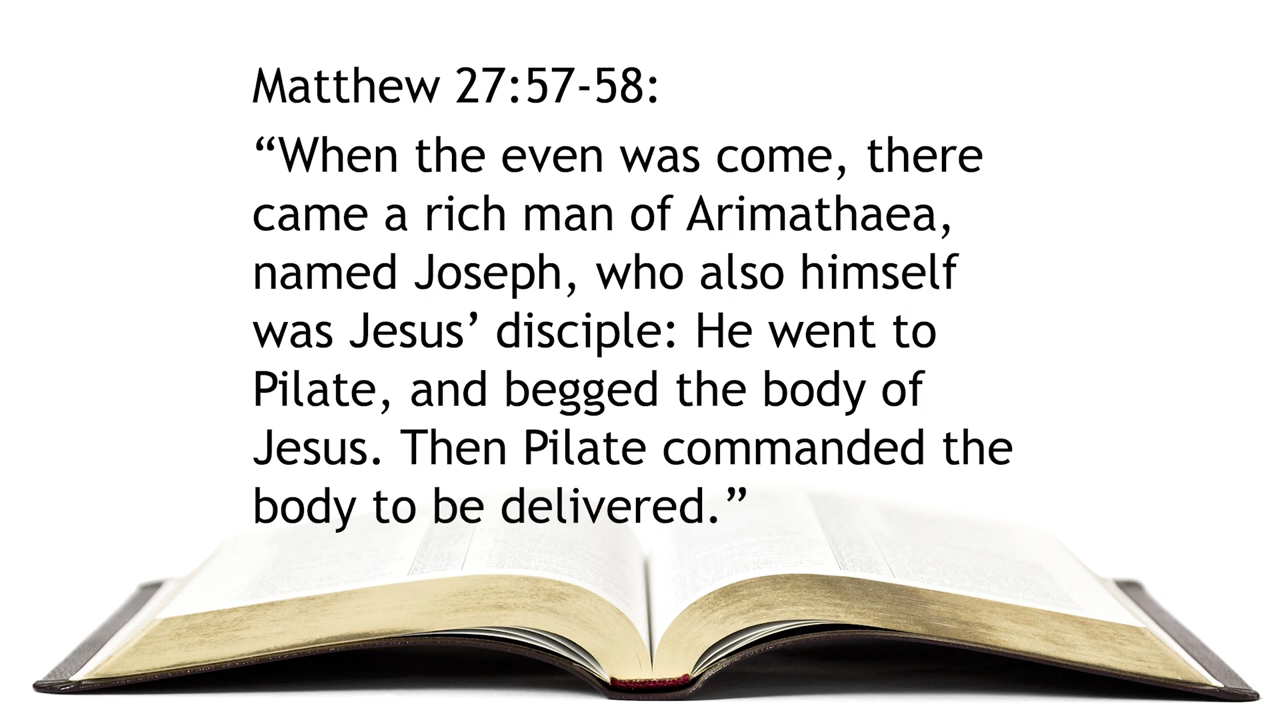 Matthew 27:57-58:
“When the even was come, there
came a rich man of Arimathaea,
named Joseph, who also himself
was Jesus’ disciple: He went to
Pilate, and begged the body of
Jesus. Then Pilate commanded the
body to be delivered.”